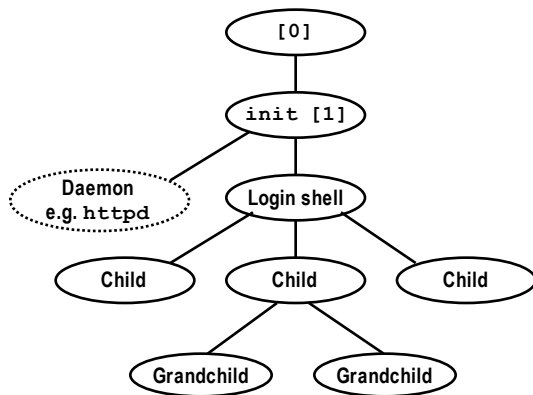 [0]
init [1]
Daemon
e.g. httpd
Login shell
Child
Child
Child
Grandchild
Grandchild